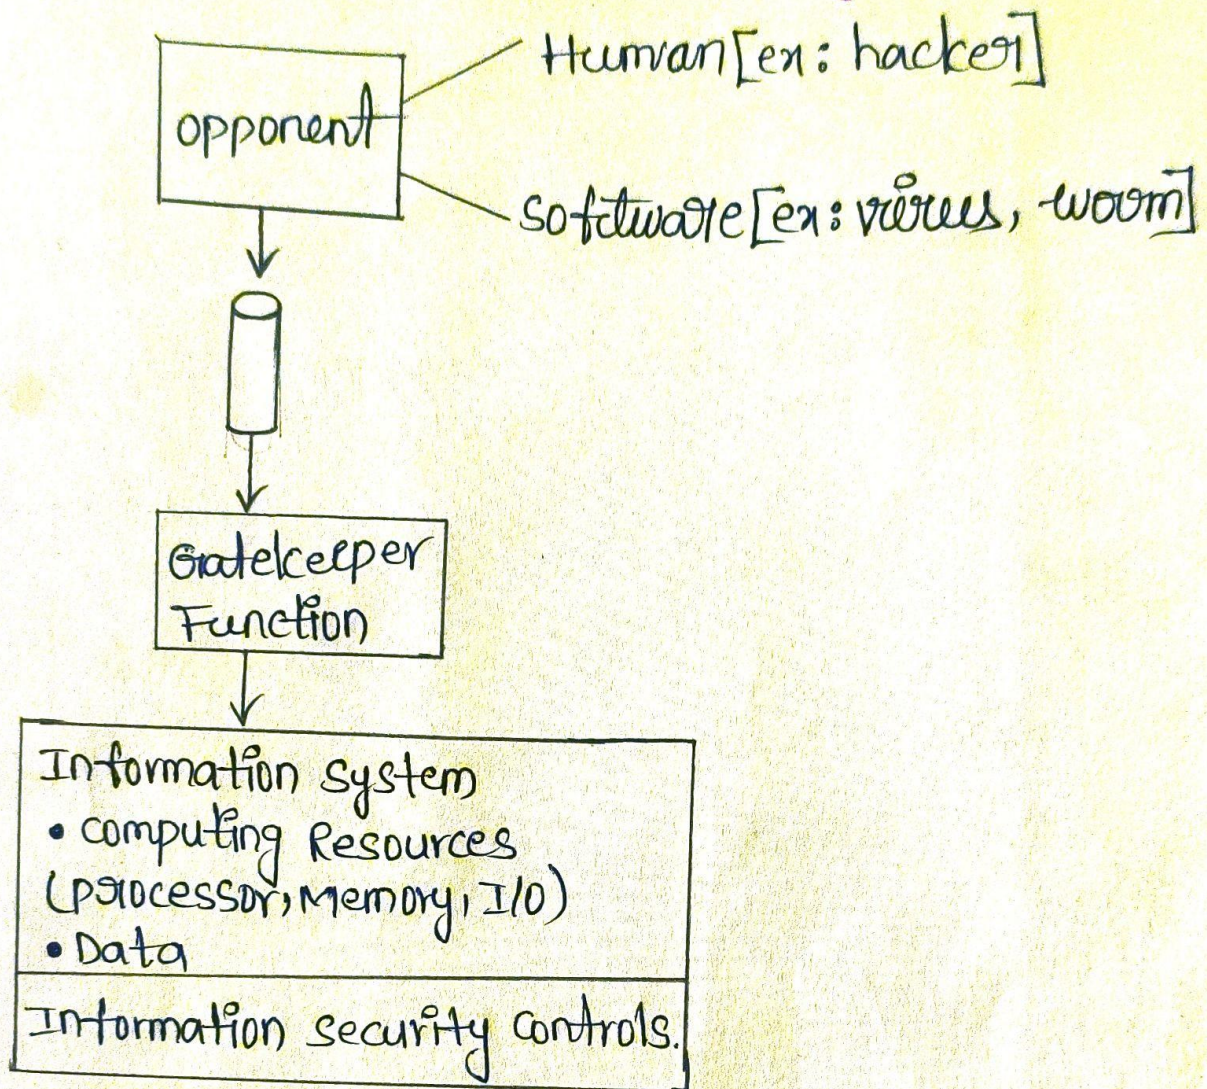 Human[ex: hacker]
opponent
Software[ex: virus, worm]
Gatekeeper
Function
Information System
• Computing Resources
(processor, Memory, I/O)
• Data
Information security controls.